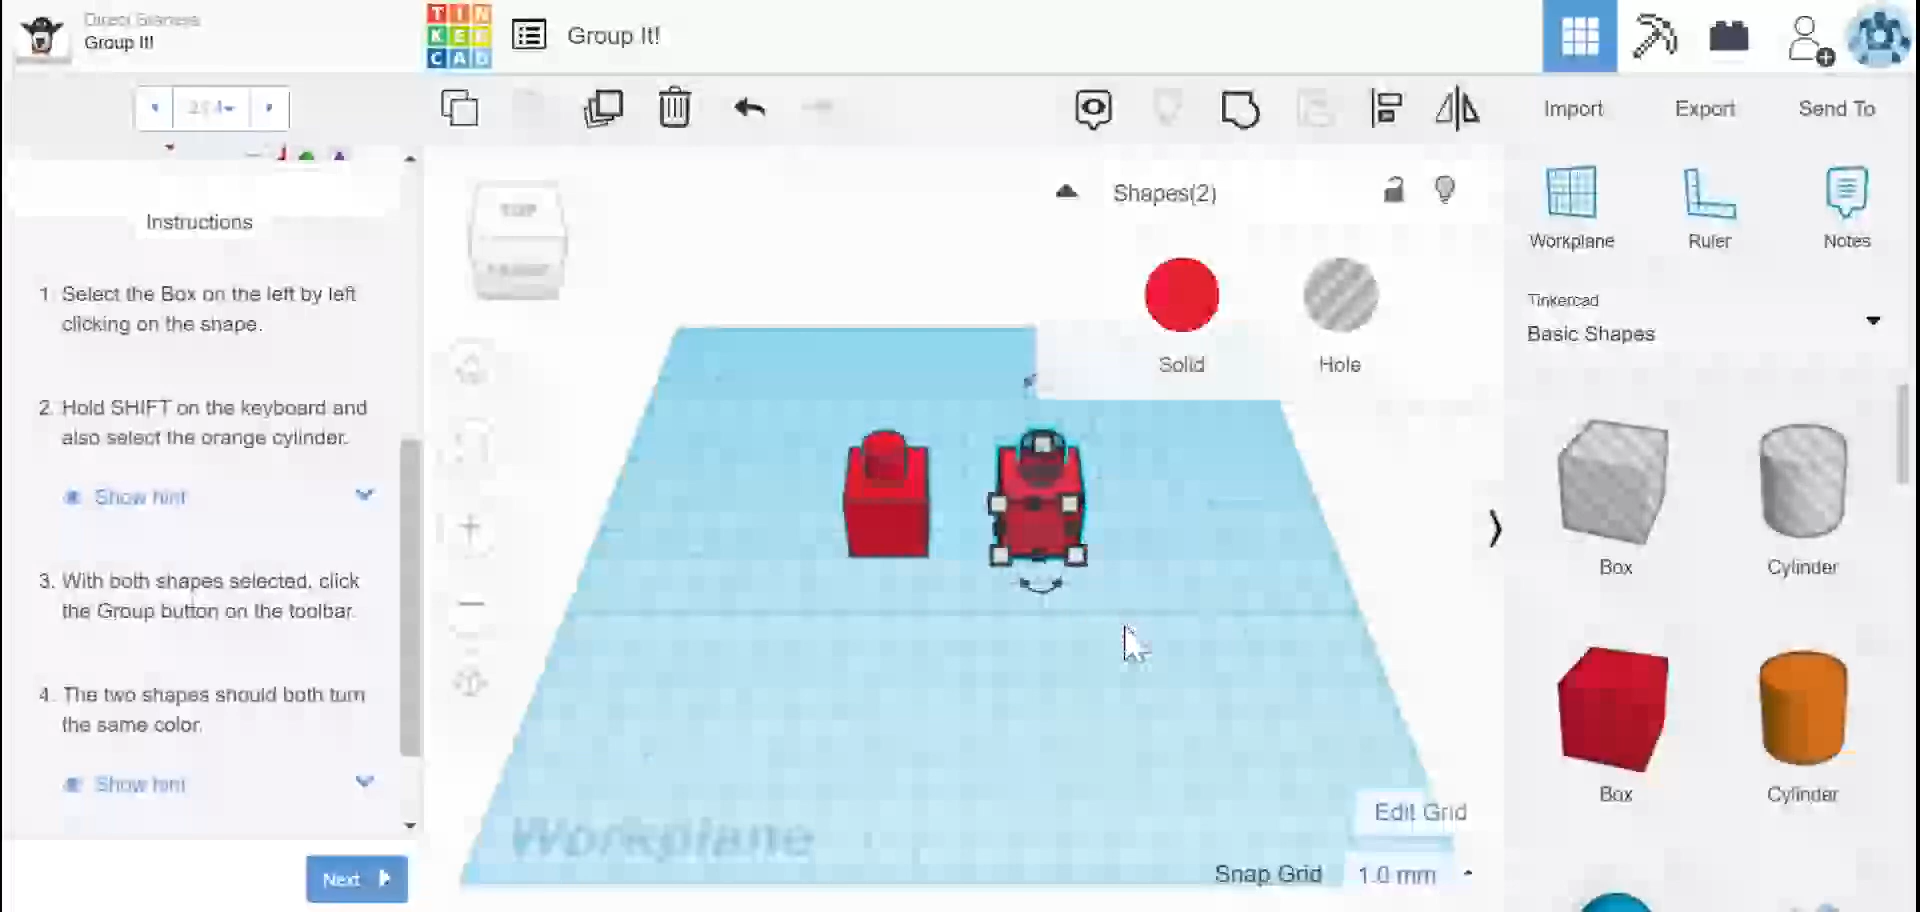 Group It!
TIN
KER
CAD
Group It!
Import
Export
Send To
Instructions
TOP
Shapes(2)
Workplane
Ruler
Notes
1. Select the Box on the left by left
clicking on the shape.
Solid
Hole
Tinkercad
Basic Shapes
2. Hold SHIFT on the keyboard and
also select the orange cylinder.
Show hint
3. With both shapes selected, click
the Group button on the toolbar.
Box
Cylinder
4. The two shapes should both turn
the same color.
Show hint
Box
Cylinder
Workplane
Edit Grid
Snap Grid
1.0 mm
Next